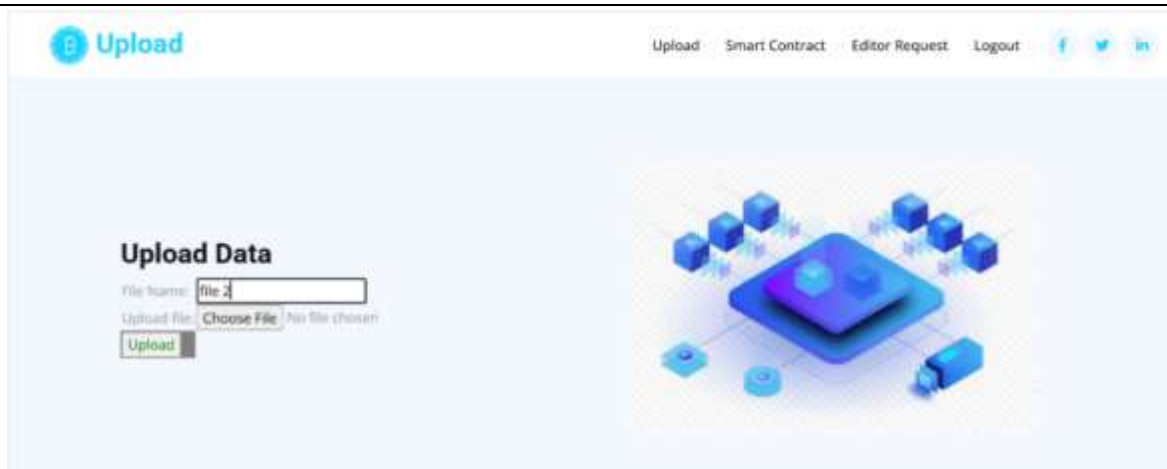 Upload
Upload Smart Contract Editor Request Logout
Upload Data
File Name: file 2
Upload file: Choose File No file chosen
Upload